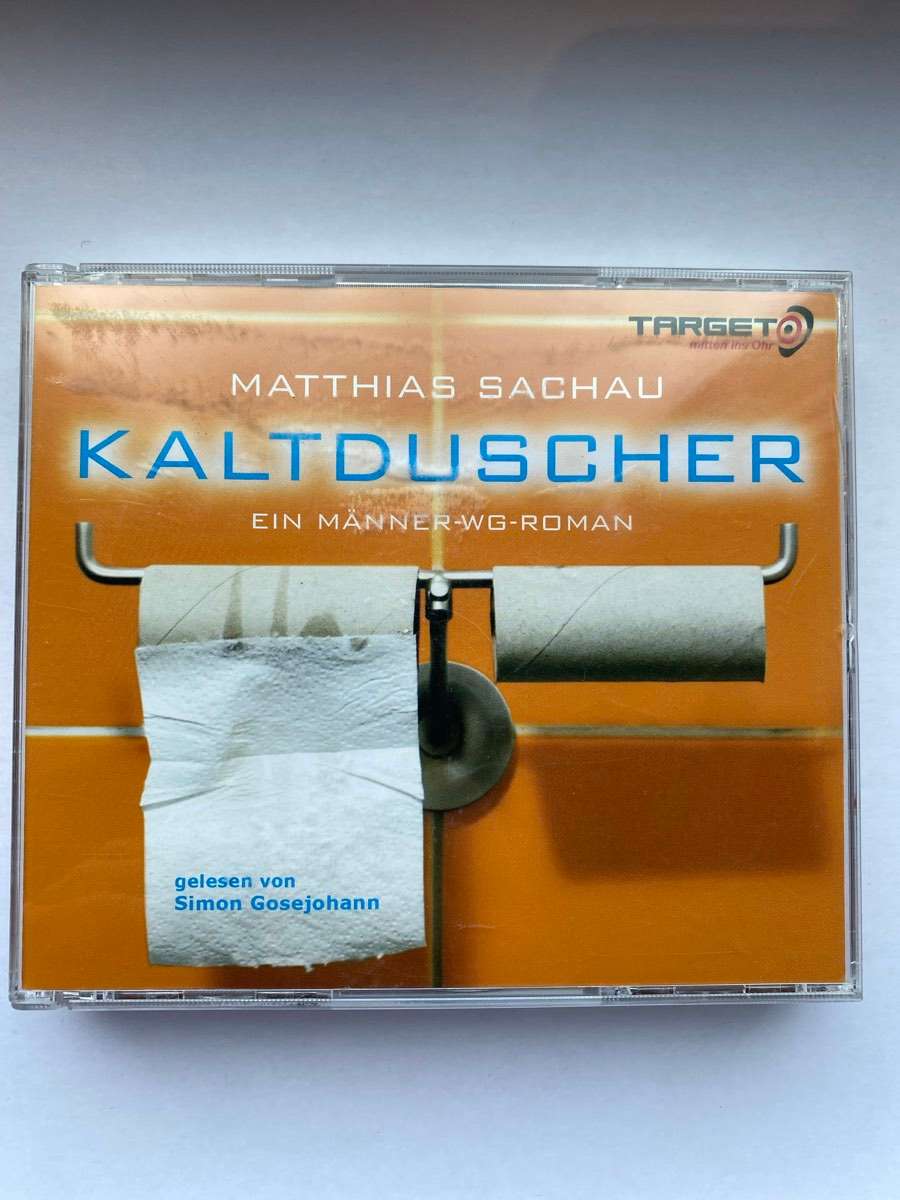 TARGET
mitten ins Ohr
MATTHIAS SACHAU
KALTDUSCHER
EIN MÄNNER-WG-ROMAN
gelesen von
Simon Gosejohann